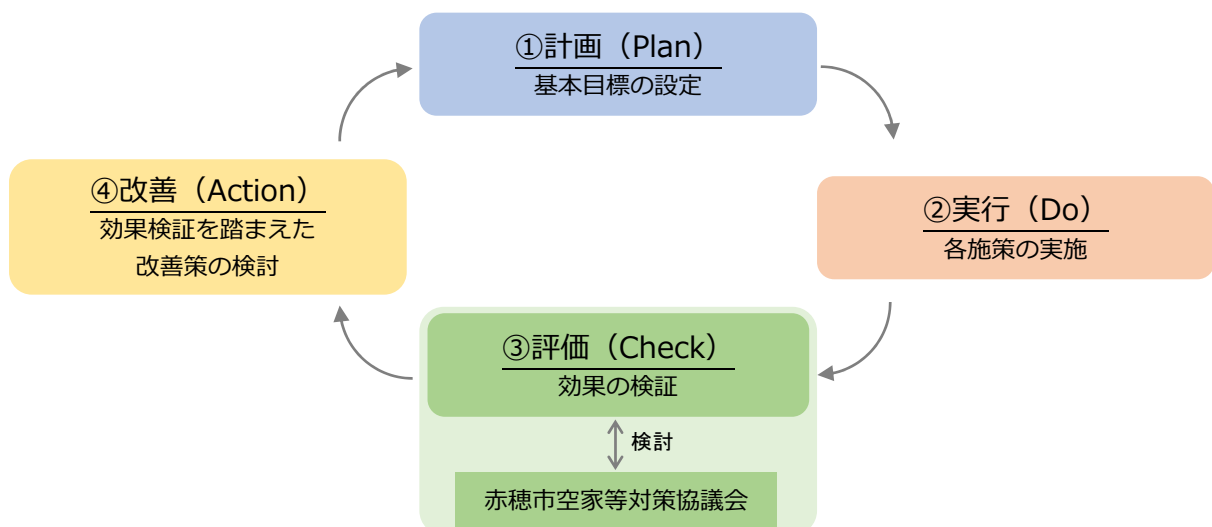 ①計画（Plan）
基本目標の設定
②実行（Do）
各施策の実施
③評価（Check）
効果の検証
検討
赤穂市空家等対策協議会
④改善（Action）
効果検証を踏まえた
改善策の検討